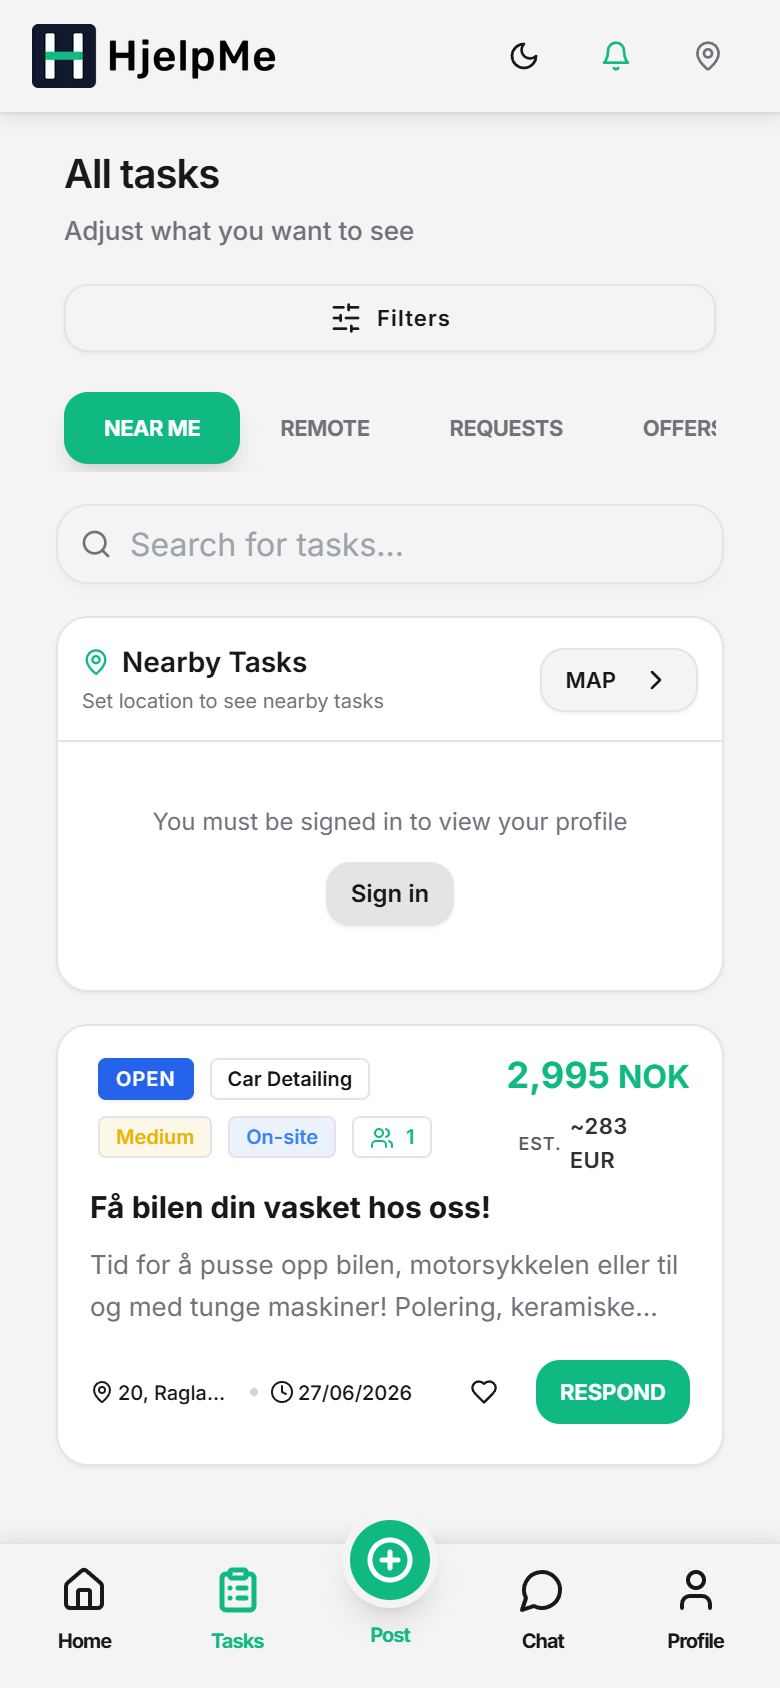 HjelpMe
All tasks
Adjust what you want to see
Filters
NEAR ME REMOTE REQUESTS OFFERS
Search for tasks...
Nearby Tasks
Set location to see nearby tasks
MAP
You must be signed in to view your profile
Sign in
OPEN Car Detailing 2,995 NOK
Medium On-site 1 EST. ~283 EUR
Få bilen din vasket hos oss!
Tid for å pusse opp bilen, motorsykkelen eller til
og med tunge maskiner! Polering, keramiske...
20, Ragla... 27/06/2026 RESPOND
Home Tasks Post Chat Profile